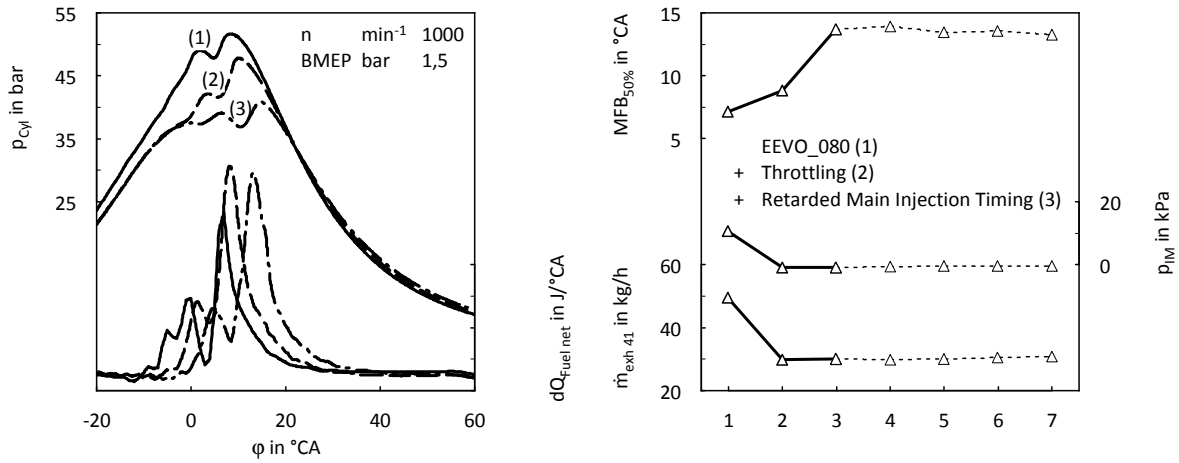 p_Cyl in bar
55
45
35
25
(1)
(2)
(3)
n min⁻¹ 1000
BMEP bar 1,5
-20 0 20 40 60
φ in °CA
dQ_Fuel net in J/°CA
MFB_50% in °CA
15
10
5
EEVO_080 (1)
+ Throttling (2)
+ Retarded Main Injection Timing (3)
20
0
p_IM in kPa
ṁ_exh 41 in kg/h
60
40
20
1 2 3 4 5 6 7